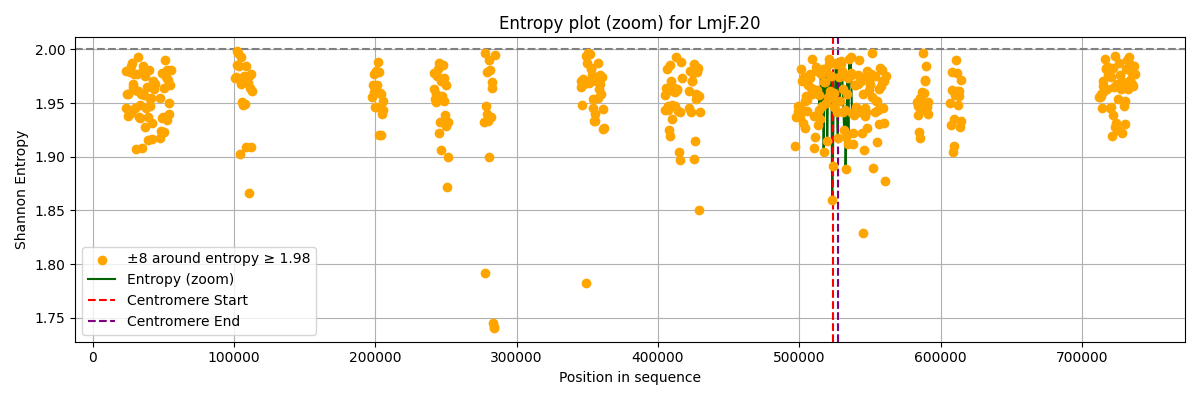 Entropy plot (zoom) for LmjF.20
Shannon Entropy
2.00
1.95
1.90
1.85
1.80
1.75
±8 around entropy ≥ 1.98
Entropy (zoom)
Centromere Start
Centromere End
0 100000 200000 300000 400000 500000 600000 700000
Position in sequence